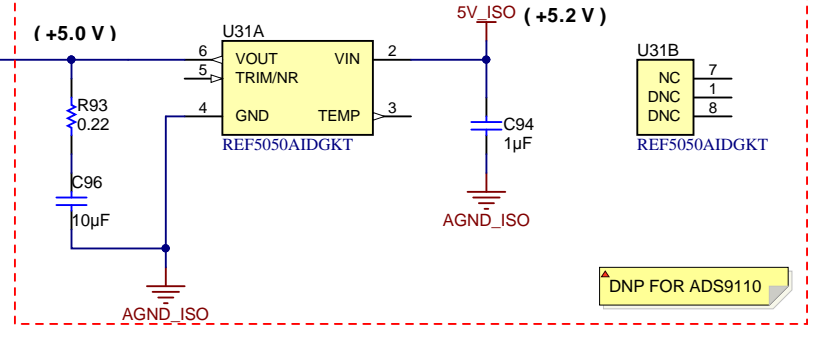 5V_ISO ( +5.2 V )
( +5.0 V )
U31A
6 VOUT VIN 2
5 TRIM/NR
4 GND TEMP 3
REF5050AIDGKT
R93
0.22
C96
10µF
AGND_ISO
C94
1µF
AGND_ISO
U31B
NC 7
DNC 1
DNC 8
REF5050AIDGKT
DNP FOR ADS9110